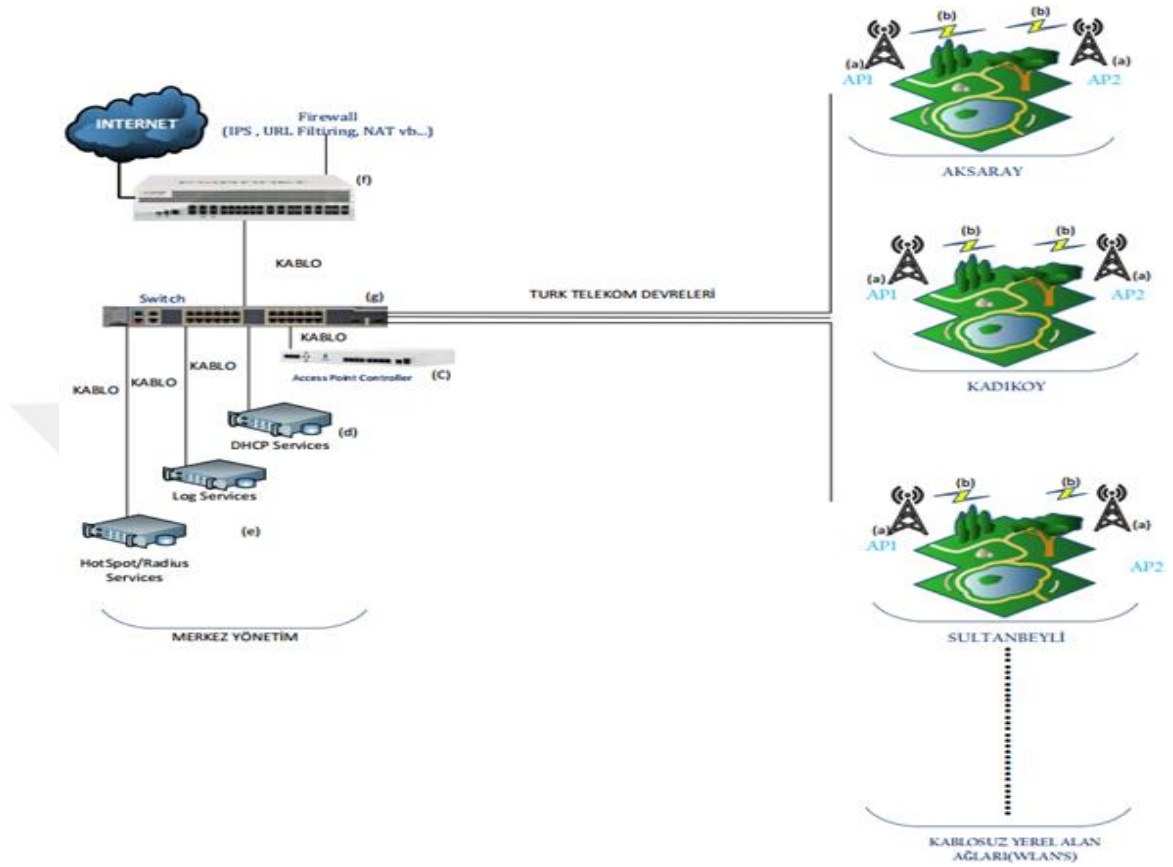 INTERNET
Firewall
(IPS , URL Filtiring, NAT vb...)
(f)
KABLO
Switch
(g)
KABLO
Access Point Controller
(C)
KABLO
KABLO
KABLO
DHCP Services
(d)
Log Services
(e)
HotSpot/Radius
Services
MERKEZ YÖNETİM
TURK TELEKOM DEVRELERİ
(b)
(b)
(a)
(a)
AP1
AP2
AKSARAY
(b)
(b)
(a)
(a)
AP1
AP2
KADIKOY
(b)
(b)
(a)
(a)
AP1
AP2
SULTANBEYLİ
KABLOSUZ YEREL ALAN
AĞLARI(WLAN'S)